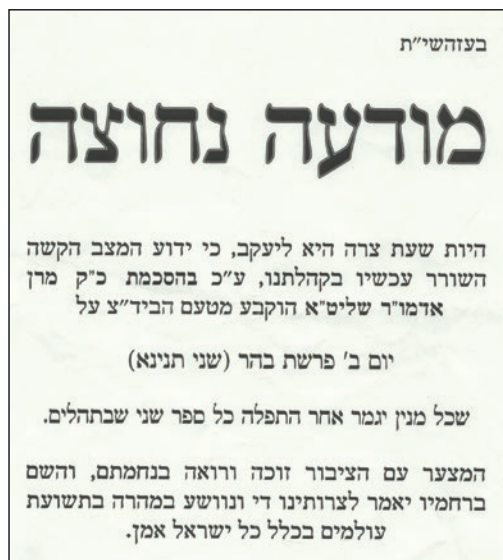 בעזהשי״ת
מודעה נחוצה
היות שעת צרה היא ליעקב, כי ידוע המצב הקשה
השורר עכשיו בקהלתנו, ע״כ בהסכמת כ״ק מרן
אדמו״ר שליט״א הוקבע מטעם הביד״צ על
יום ב׳ פרשת בהר (שני תנינא)
שכל מנין יגמר אחר התפלה כל ספר שני שבתהלים.
המצער עם הציבור זוכה ורואה בנחמתם, והשם
ברחמיו יאמר לצרותינו די ונוושע במהרה בתשועת
עולמים בכלל כל ישראל אמן.